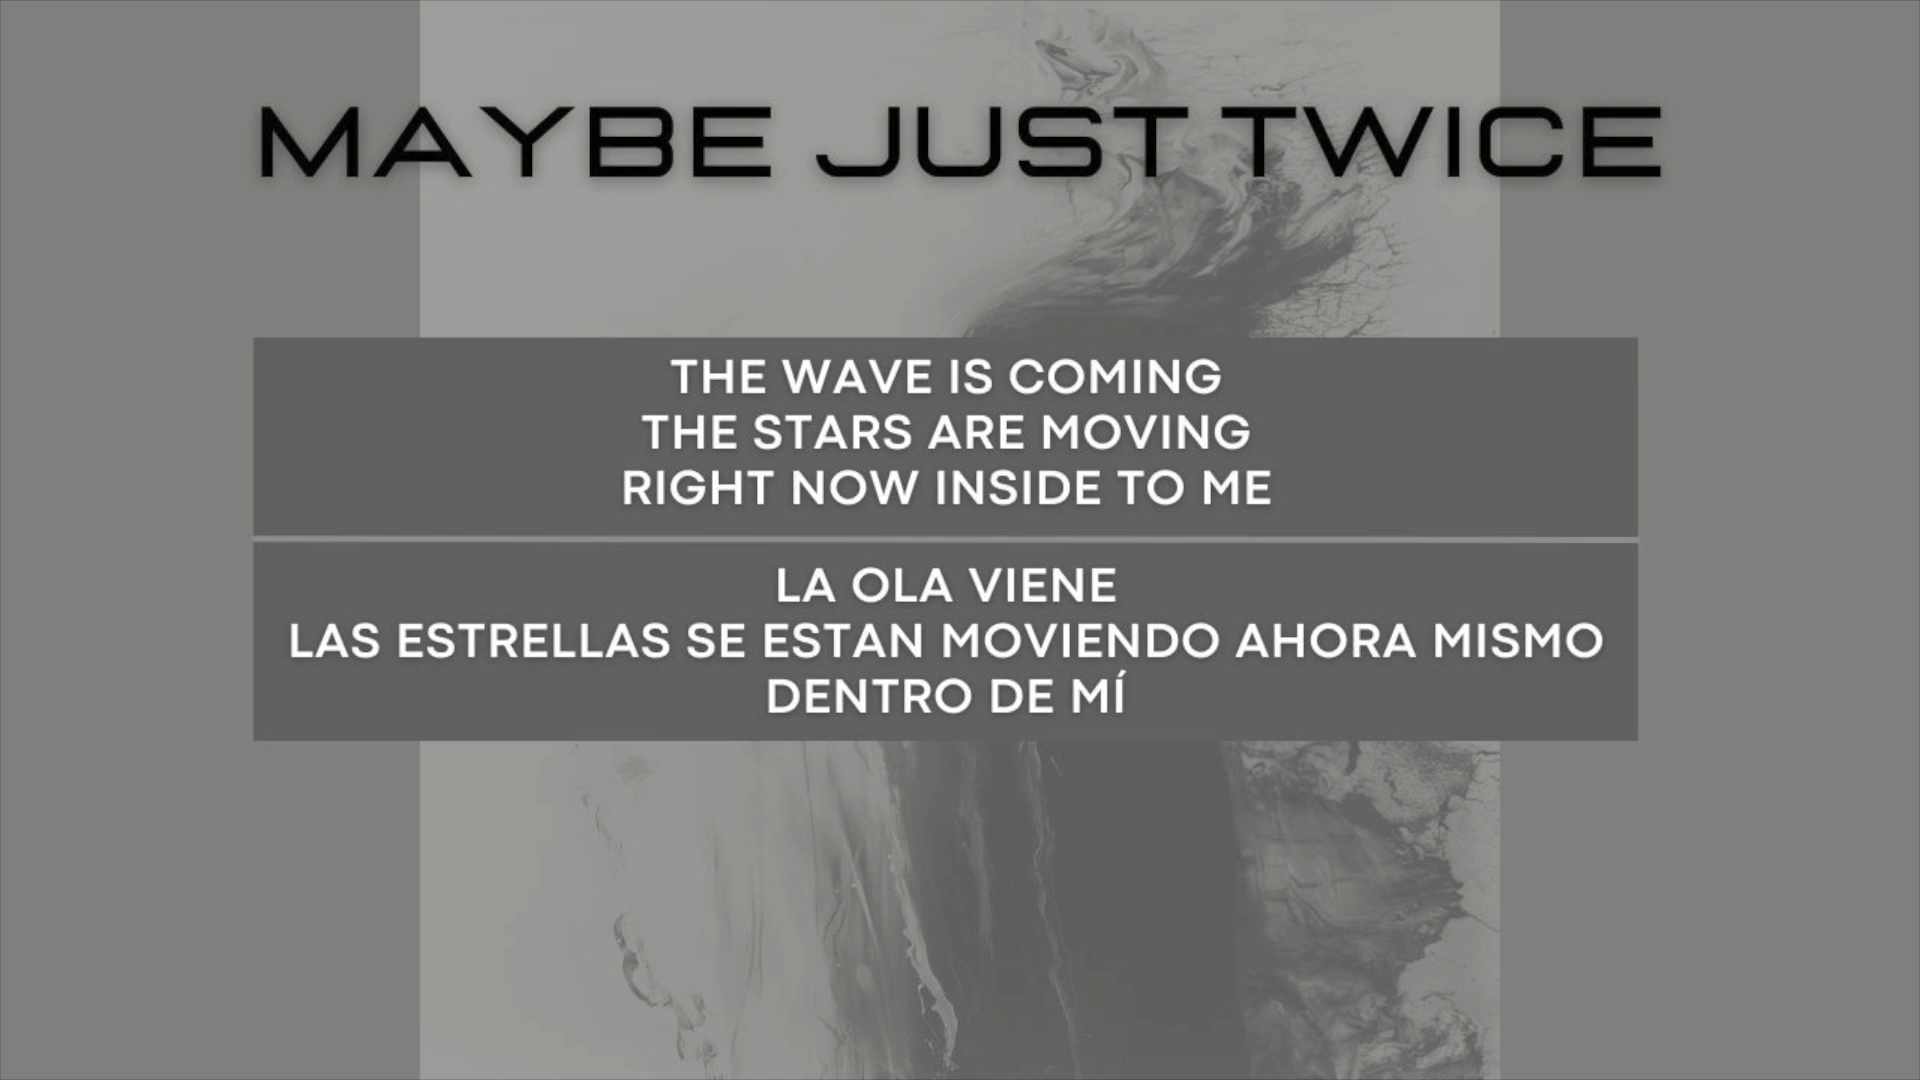 MAYBE JUST TWICE
THE WAVE IS COMING
THE STARS ARE MOVING
RIGHT NOW INSIDE TO ME
LA OLA VIENE
LAS ESTRELLAS SE ESTAN MOVIENDO AHORA MISMO
DENTRO DE MÍ